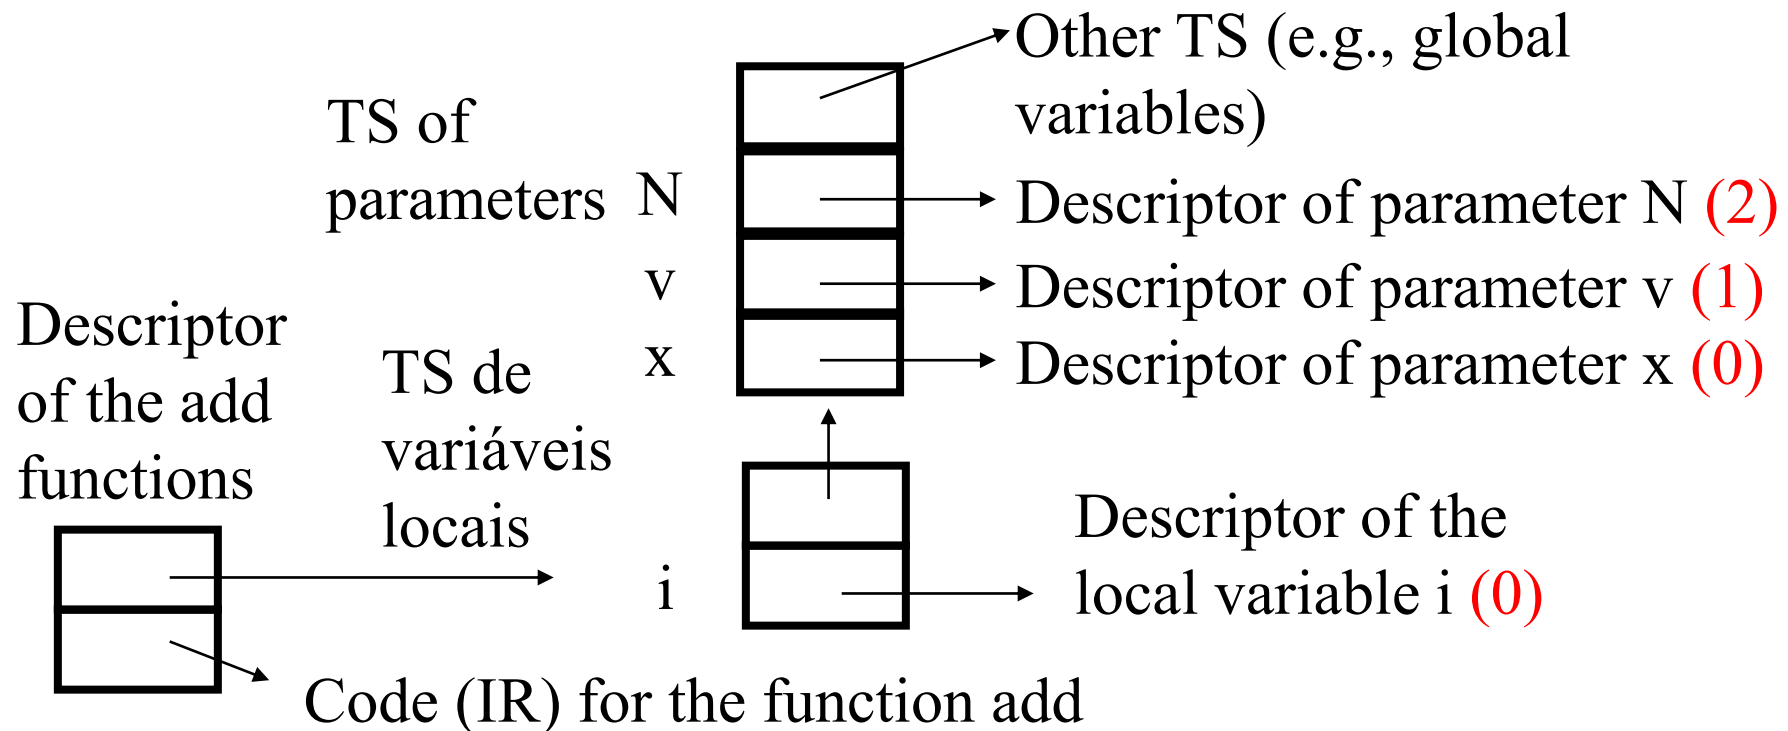 Other TS (e.g., global
variables)
TS of
parameters
N
Descriptor of parameter N (2)
v
Descriptor of parameter v (1)
x
Descriptor of parameter x (0)
Descriptor
of the add
functions
TS de
variáveis
locais
i
Descriptor of the
local variable i (0)
Code (IR) for the function add